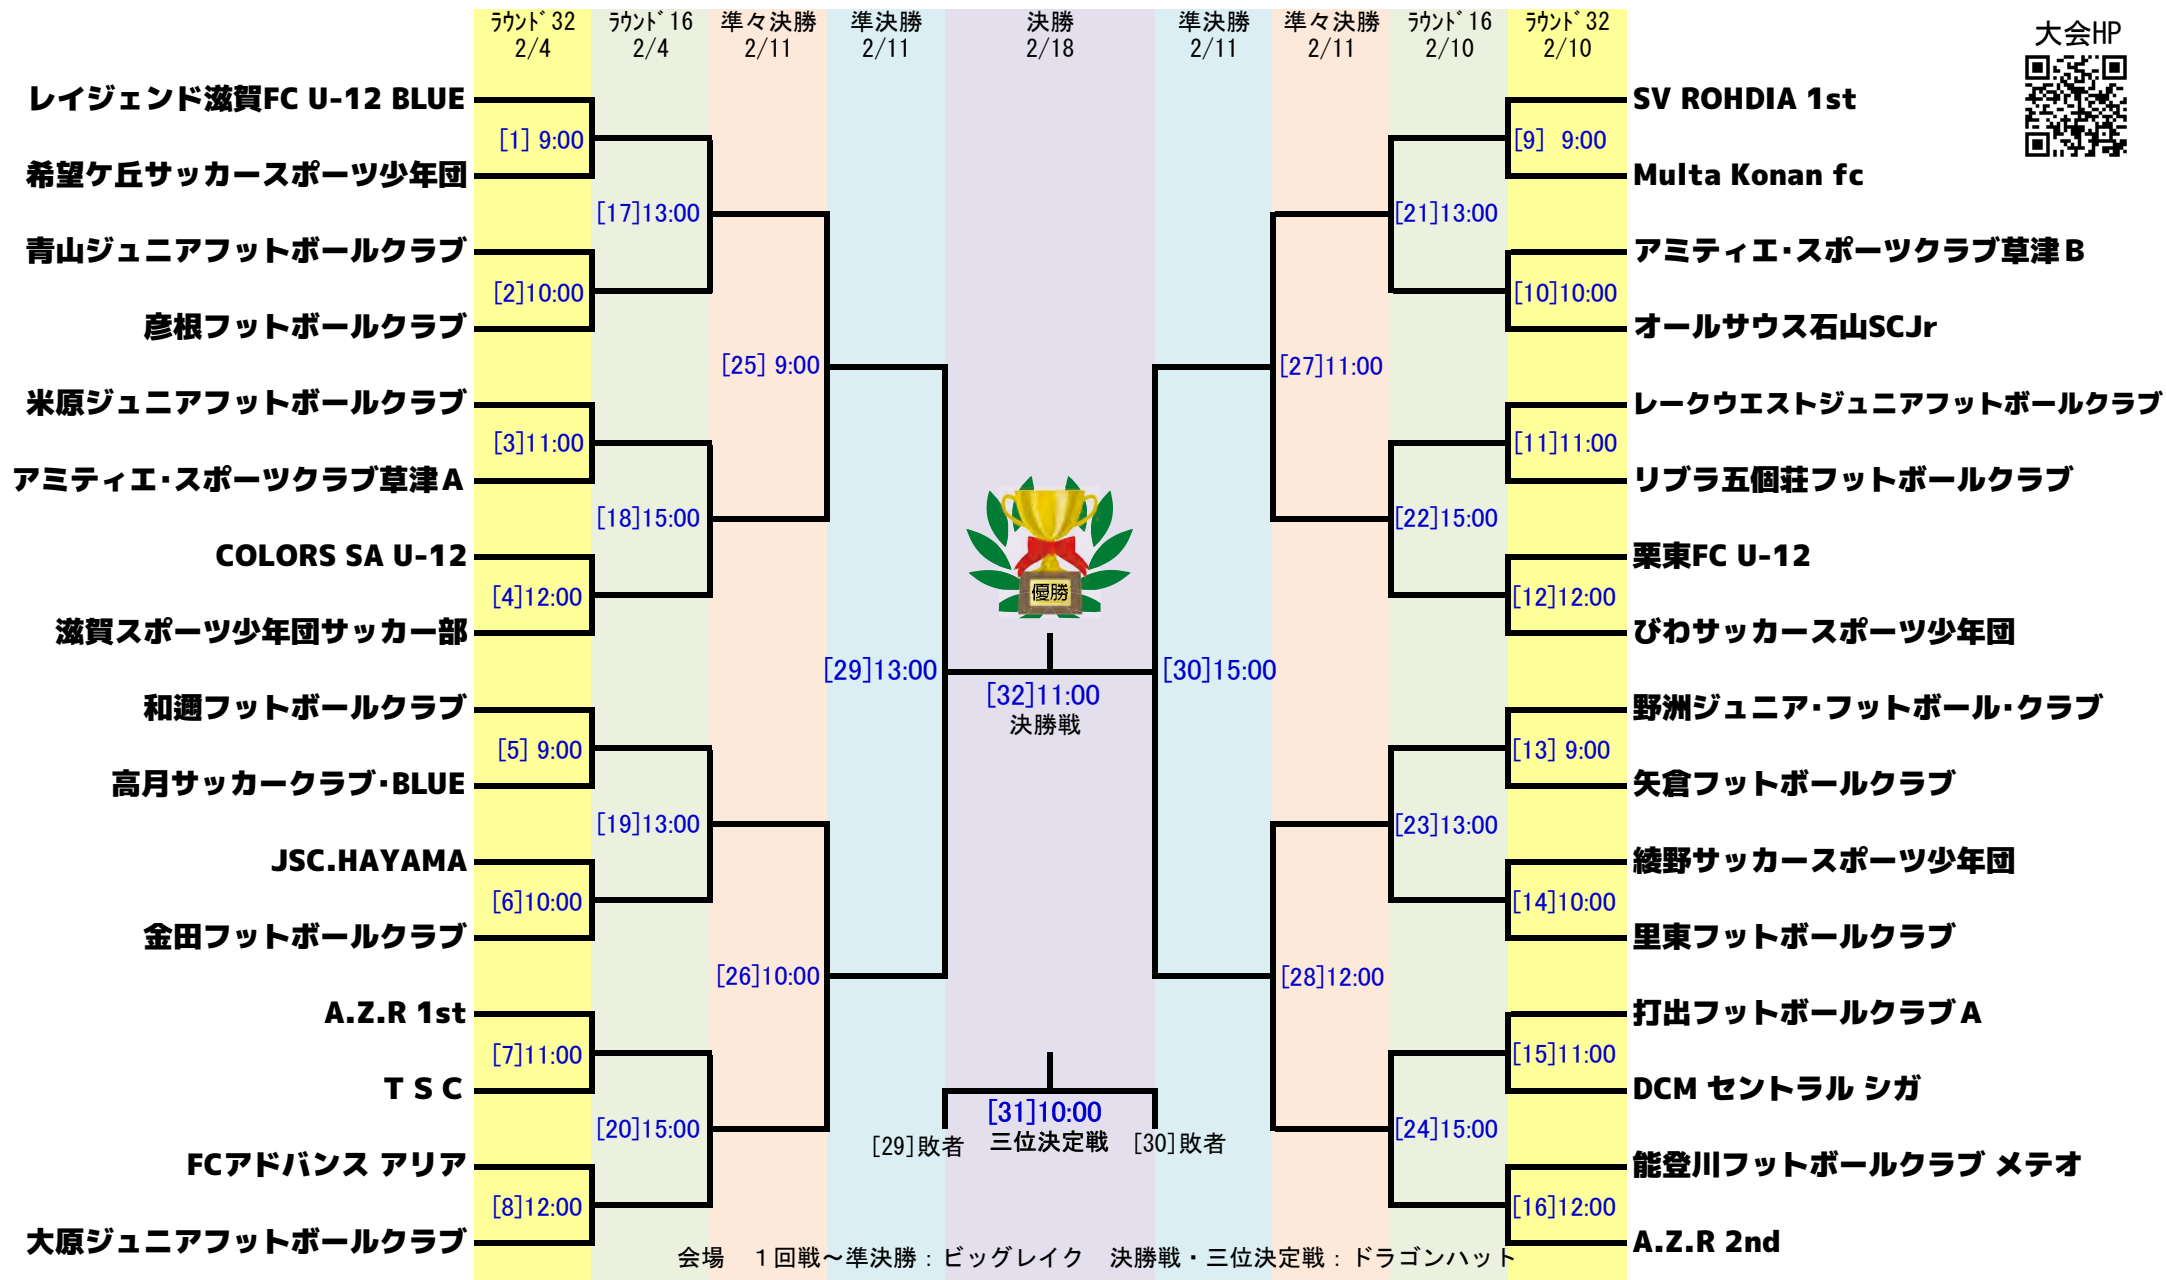 ﾗｳﾝﾄﾞ32 ﾗｳﾝﾄﾞ16 準々決勝 準決勝 決勝 準決勝 準々決勝 ﾗｳﾝﾄﾞ16 ﾗｳﾝﾄﾞ32
2/4 2/4 2/11 2/11 2/18 2/11 2/11 2/10 2/10
大会HP
レイジェンド滋賀FC U-12 BLUE
[1] 9:00
希望ケ丘サッカースポーツ少年団
[17]13:00
青山ジュニアフットボールクラブ
[2]10:00
彦根フットボールクラブ
[25] 9:00
米原ジュニアフットボールクラブ
[3]11:00
アミティエ･スポーツクラブ草津A
[18]15:00
COLORS SA U-12
[4]12:00
滋賀スポーツ少年団サッカー部
[29]13:00
和邇フットボールクラブ
[5] 9:00
高月サッカークラブ･BLUE
[19]13:00
JSC.HAYAMA
[6]10:00
金田フットボールクラブ
[26]10:00
A.Z.R 1st
[7]11:00
T S C
[20]15:00
FCアドバンス アリア
[8]12:00
大原ジュニアフットボールクラブ
優勝
[32]11:00
決勝戦
[31]10:00
[29]敗者 三位決定戦 [30]敗者
SV ROHDIA 1st
[9] 9:00
Multa Konan fc
[21]13:00
アミティエ･スポーツクラブ草津B
[10]10:00
オールサウス石山SCJr
[27]11:00
レークウエストジュニアフットボールクラブ
[11]11:00
リブラ五個荘フットボールクラブ
[22]15:00
栗東FC U-12
[12]12:00
びわサッカースポーツ少年団
[30]15:00
野洲ジュニア･フットボール･クラブ
[13] 9:00
矢倉フットボールクラブ
[23]13:00
綾野サッカースポーツ少年団
[14]10:00
里東フットボールクラブ
[28]12:00
打出フットボールクラブA
[15]11:00
DCM セントラル シガ
[24]15:00
能登川フットボールクラブ メテオ
[16]12:00
A.Z.R 2nd
会場　１回戦～準決勝：ビッグレイク　決勝戦・三位決定戦：ドラゴンハット